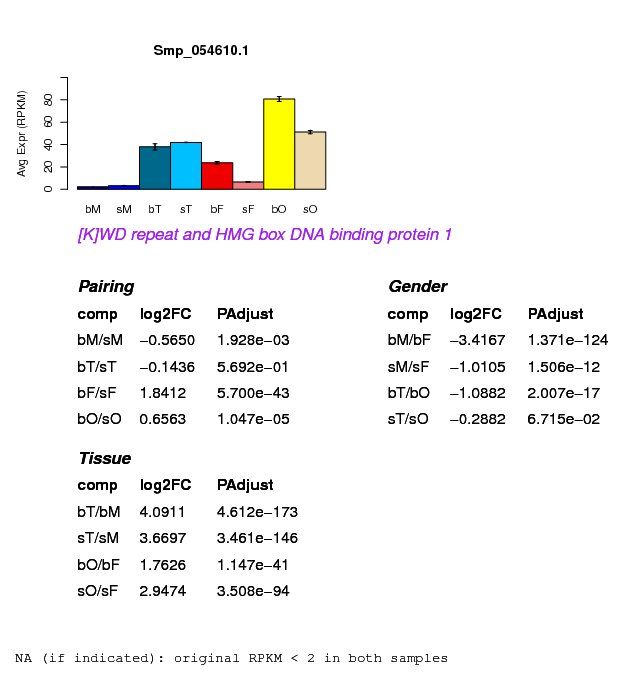 Smp_054610.1
Avg Expr (RPKM)
0 20 40 60 80
bM sM bT sT bF sF bO sO
[K]WD repeat and HMG box DNA binding protein 1
Pairing
comp log2FC PAdjust
bM/sM −0.5650 1.928e−03
bT/sT −0.1436 5.692e−01
bF/sF 1.8412 5.700e−43
bO/sO 0.6563 1.047e−05
Gender
comp log2FC PAdjust
bM/bF −3.4167 1.371e−124
sM/sF −1.0105 1.506e−12
bT/bO −1.0882 2.007e−17
sT/sO −0.2882 6.715e−02
Tissue
comp log2FC PAdjust
bT/bM 4.0911 4.612e−173
sT/sM 3.6697 3.461e−146
bO/bF 1.7626 1.147e−41
sO/sF 2.9474 3.508e−94
NA (if indicated): original RPKM < 2 in both samples